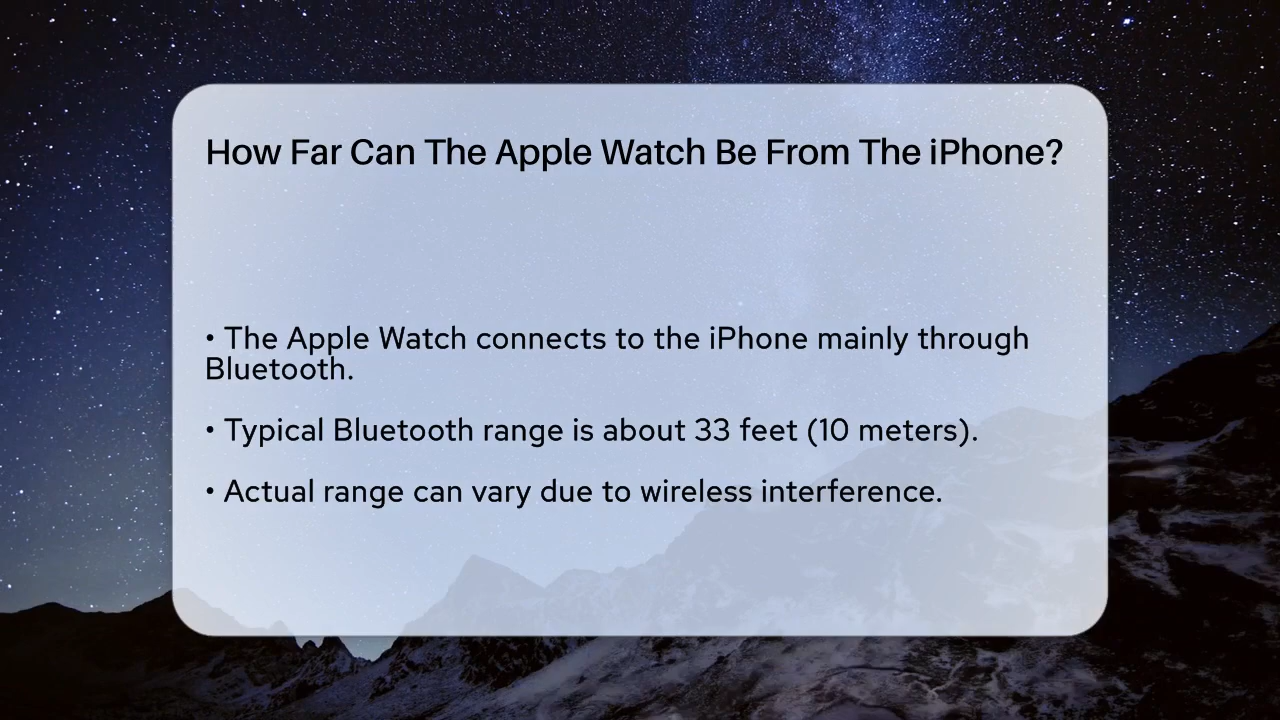 How Far Can The Apple Watch Be From The iPhone?
• The Apple Watch connects to the iPhone mainly through
Bluetooth.
• Typical Bluetooth range is about 33 feet (10 meters).
• Actual range can vary due to wireless interference.